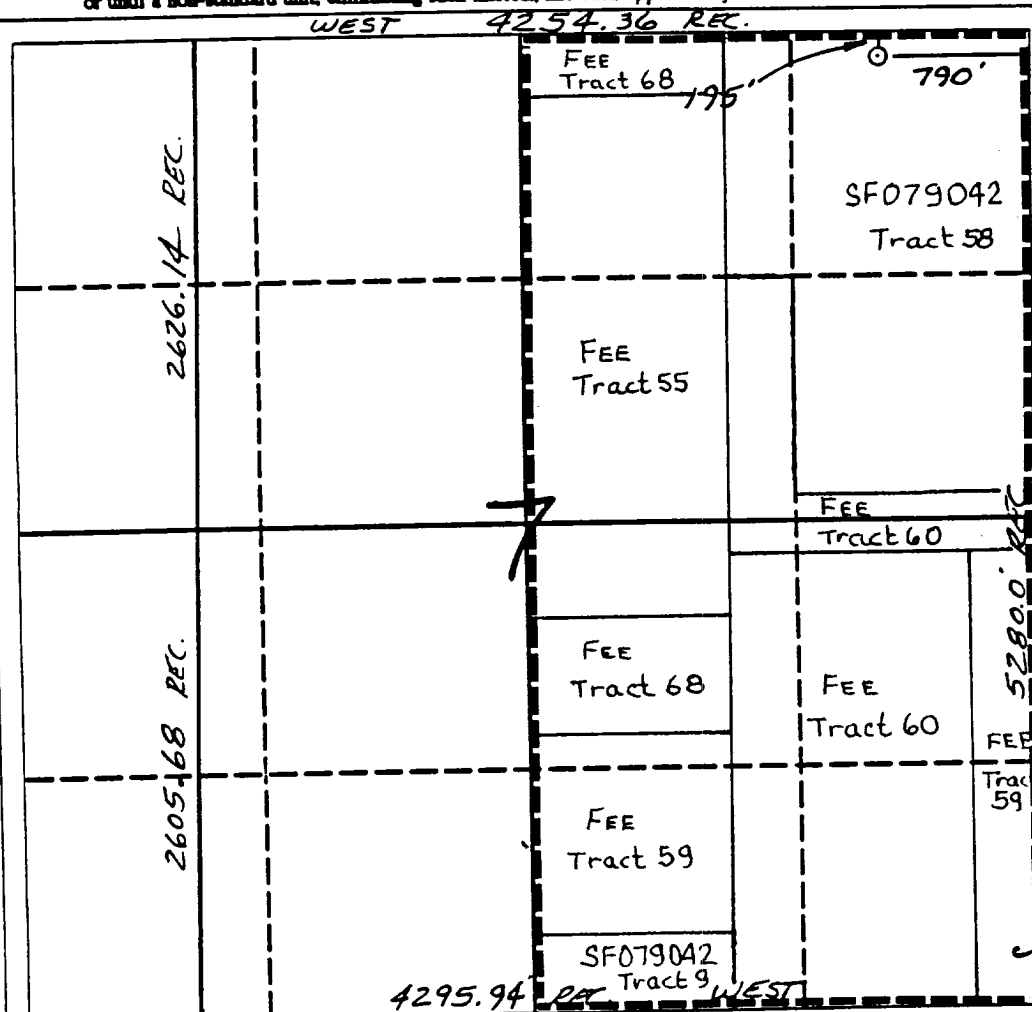 WEST 4254.36 REC.
FEE
Tract 68
195'
790'
2626.14 REC.
SF079042
Tract 58
FEE
Tract 55
7
FEE
Tract 60
5280.0' REC
FEE
Tract 68
FEE
Tract 60
2605.68 REC.
FEE
Trac
59
FEE
Tract 59
SF079042
Tract 9
4295.94' REC. WEST